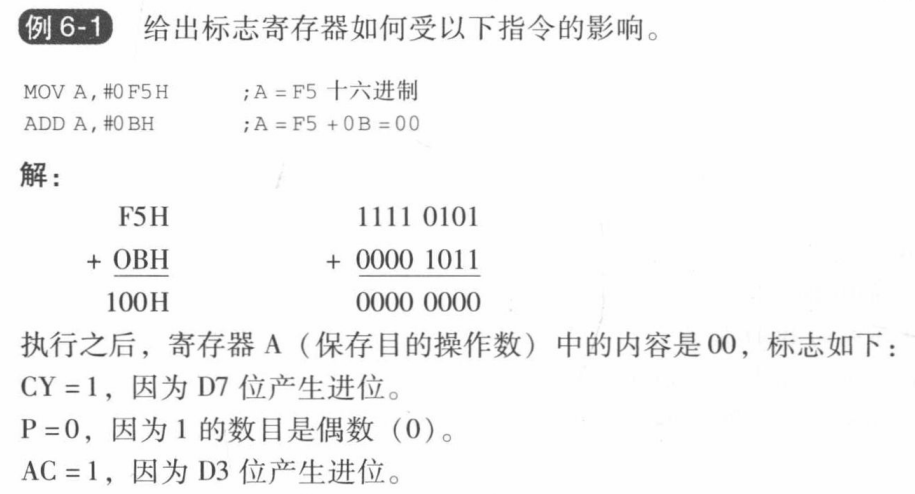 例 6-1 给出标志寄存器如何受以下指令的影响。
MOV A,#0F5H ;A=F5 十六进制
ADD A,#0BH ;A=F5+0B=00
解：
F5H 1111 0101
+ OBH + 0000 1011
100H 0000 0000
执行之后，寄存器 A（保存目的操作数）中的内容是 00，标志如下：
CY=1，因为 D7 位产生进位。
P=0，因为 1 的数目是偶数（0）。
AC=1，因为 D3 位产生进位。